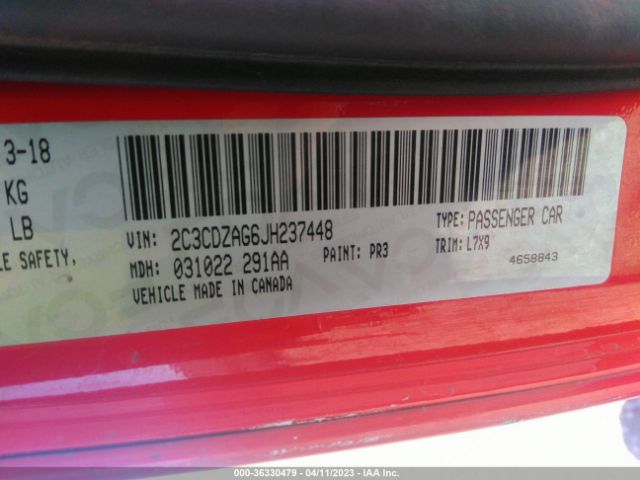 3-18
KG
LB
LE SAFETY,
VIN: 2C3CDZAG6JH237448
MDH: 031022 291AA
VEHICLE MADE IN CANADA
PAINT: PR3
TYPE: PASSENGER CAR
TRIM: L7X9
4658843
000-36330479 - 04/11/2023 - IAA Inc.